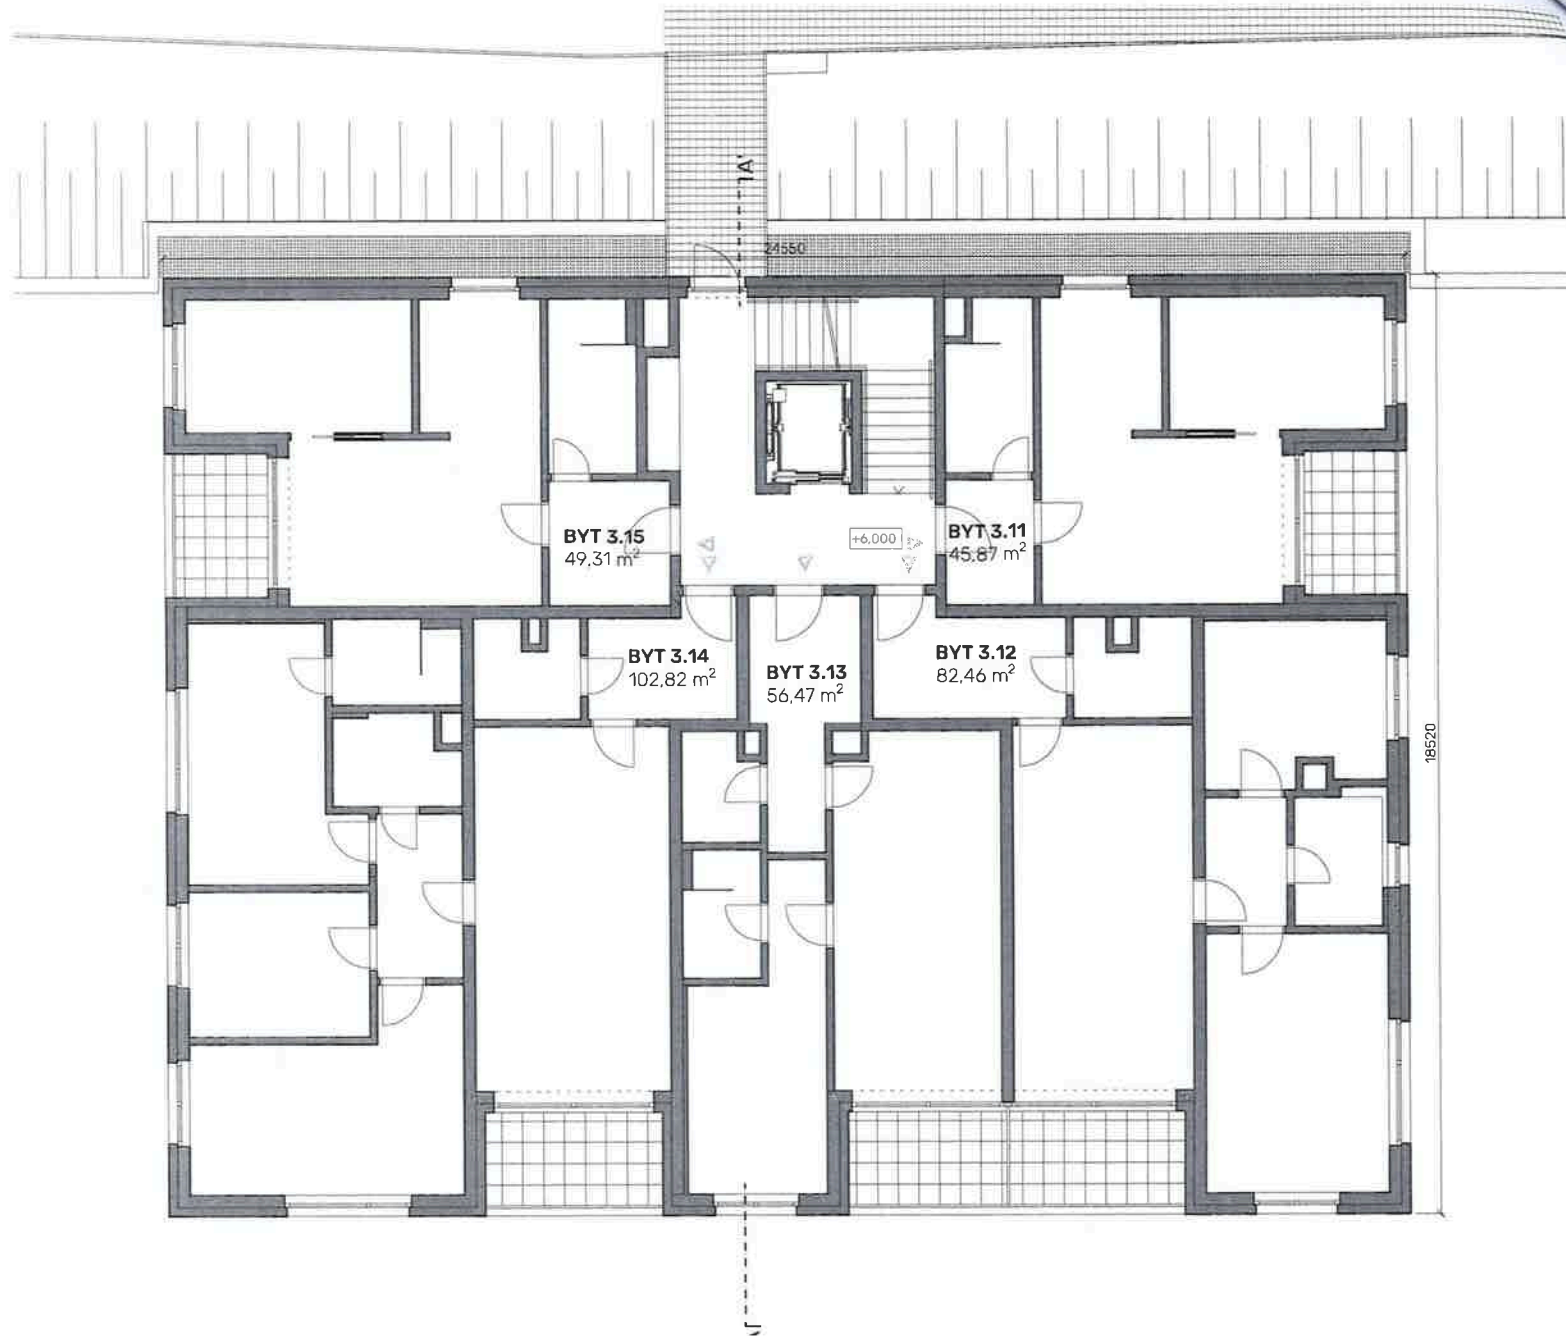 24550
BYT 3.15
49,31 m²
+6,000
BYT 3.11
45,87 m²
BYT 3.14
102,82 m²
BYT 3.13
56,47 m²
BYT 3.12
82,46 m²
18520